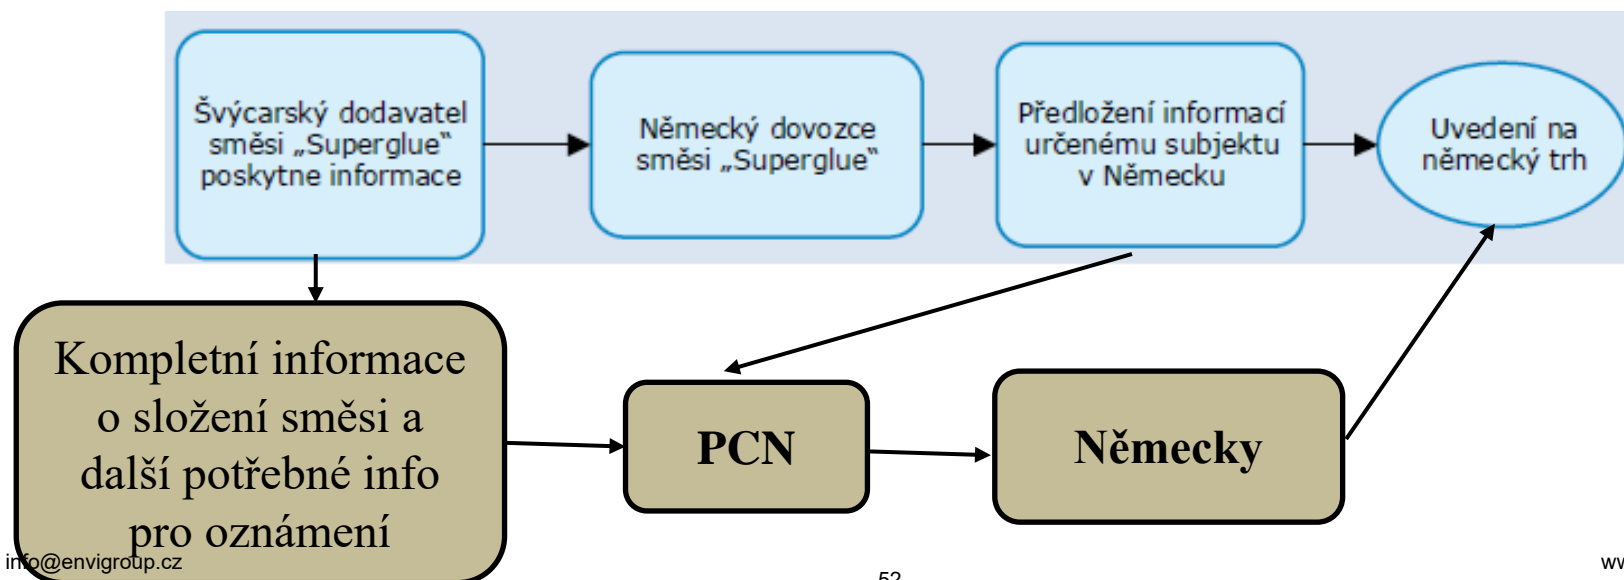 Švýcarský dodavatel
směsi „Superglue“
poskytne informace
Německý dovozce
směsi „Superglue“
Předložení informací
určenému subjektu
v Německu
Uvedení na
německý trh
Kompletní informace
o složení směsi a
další potřebné info
pro oznámení
PCN
Německy
info@envigroup.cz
52
ww